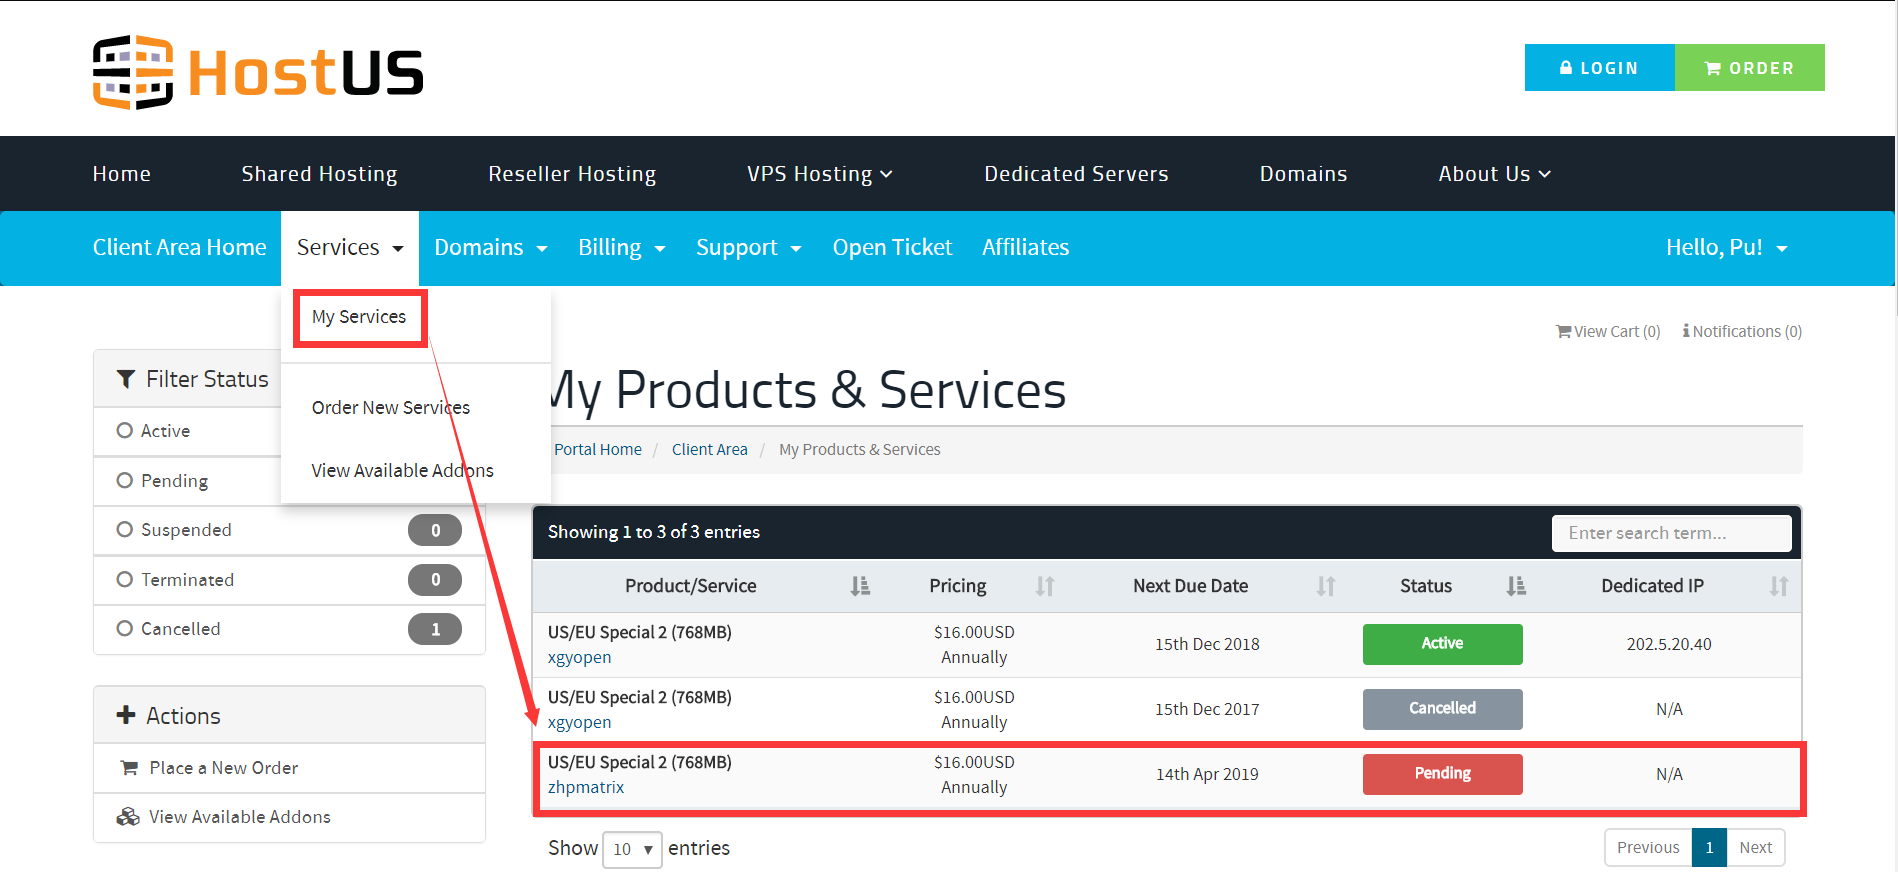 HostUS
LOGIN
ORDER
Home
Shared Hosting
Reseller Hosting
VPS Hosting
Dedicated Servers
Domains
About Us
Client Area Home
Services
Domains
Billing
Support
Open Ticket
Affiliates
Hello, Pu!
My Services
Order New Services
View Available Addons
View Cart (0)
Notifications (0)
Filter Status
Active
Pending
Suspended 0
Terminated 0
Cancelled 1
Actions
Place a New Order
View Available Addons
My Products & Services
Portal Home / Client Area / My Products & Services
Showing 1 to 3 of 3 entries
Enter search term...
Product/Service Pricing Next Due Date Status Dedicated IP
US/EU Special 2 (768MB) $16.00USD
xgyopen Annually 15th Dec 2018 Active 202.5.20.40
US/EU Special 2 (768MB) $16.00USD
xgyopen Annually 15th Dec 2017 Cancelled N/A
US/EU Special 2 (768MB) $16.00USD
zhpmatrix Annually 14th Apr 2019 Pending N/A
Show 10 entries
Previous 1 Next